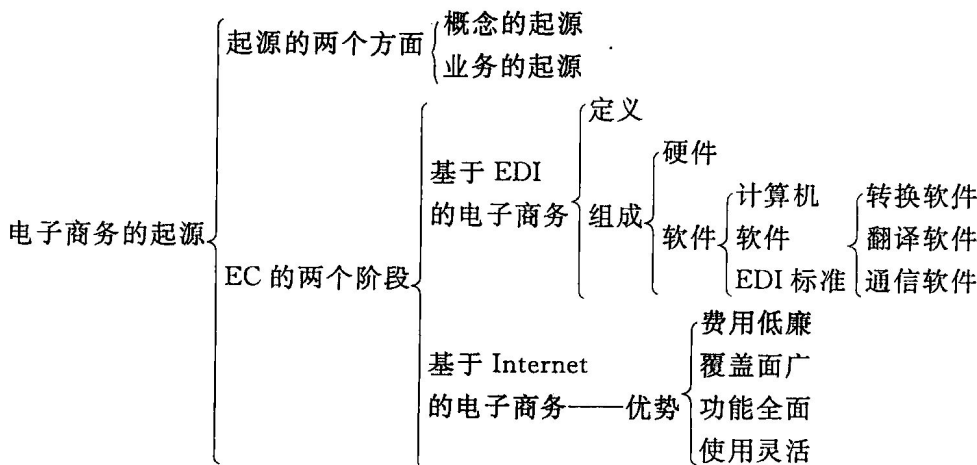 起源的两个方面
概念的起源
业务的起源
电子商务的起源
EC 的两个阶段
基于 EDI
的电子商务
定义
组成
硬件
软件
计算机
软件
EDI 标准
转换软件
翻译软件
通信软件
基于 Internet
的电子商务——优势
费用低廉
覆盖面广
功能全面
使用灵活